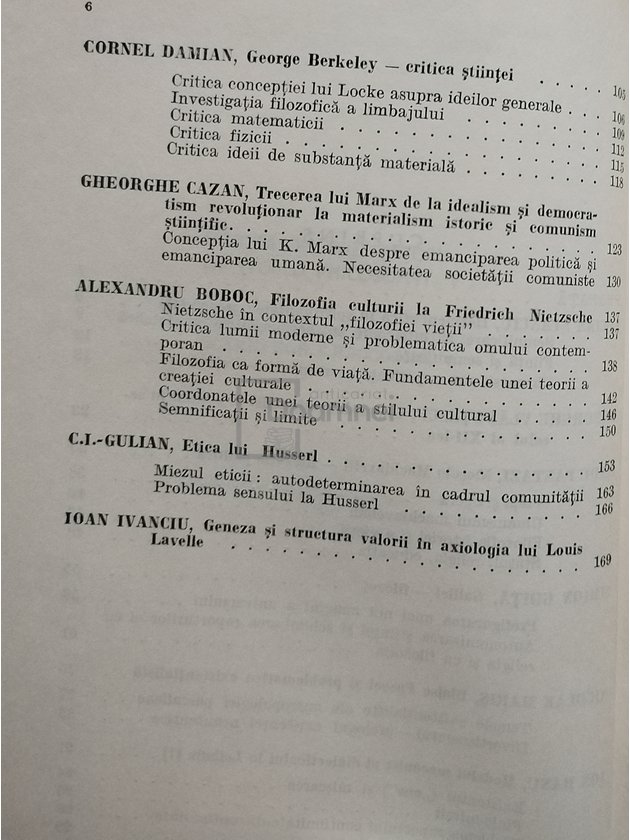 6
CORNEL DAMIAN, George Berkeley — critica științei . . . . 105
Critica concepției lui Locke asupra ideilor generale . . . 106
Investigația filozofică a limbajului . . . . . . . 109
Critica matematicii . . . . . . . . . . . 112
Critica fizicii . . . . . . . . . . . . . 115
Critica ideii de substanță materială . . . . . . . 118
GHEORGHE CAZAN, Trecerea lui Marx de la idealism și democra-
tism revoluționar la materialism istoric și comunism
științific. . . . . . . . . . . . . . . 123
Concepția lui K. Marx despre emanciparea politică și
emanciparea umană. Necesitatea societății comuniste 130
ALEXANDRU BOBOC, Filozofia culturii la Friedrich Nietzsche 137
Nietzsche în contextul „filozofiei vieții” . . . . . . 137
Critica lumii moderne și problematica omului contem-
poran . . . . . . . . . . . . . . . 138
Filozofia ca formă de viață. Fundamentele unei teorii a
creației culturale . . . . . . . . . . . . 142
Coordonatele unei teorii a stilului cultural . . . . . 146
Semnificații și limite . . . . . . . . . . . 150
C.I.-GULIAN, Etica lui Husserl . . . . . . . . . . . 153
Miezul eticii : autodeterminarea în cadrul comunității 163
Problema sensului la Husserl . . . . . . . . 166
IOAN IVANCIU, Geneza și structura valorii în axiologia lui Louis
Lavelle . . . . . . . . . . . . . . 169